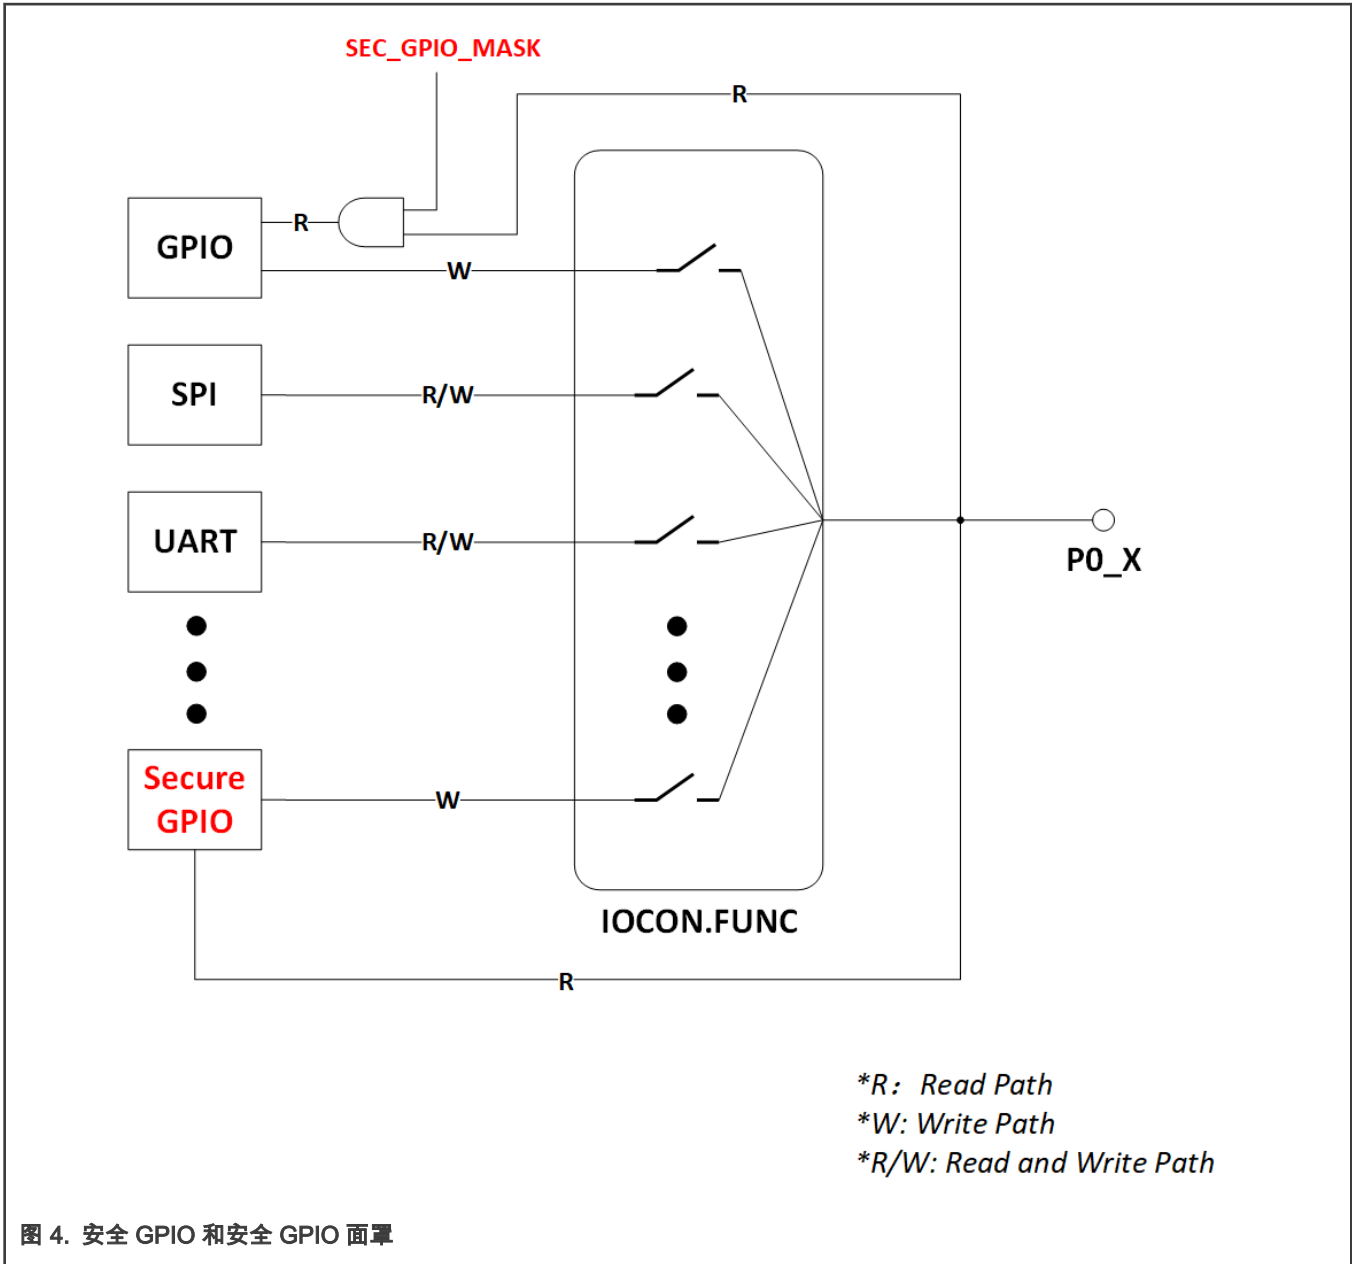 SEC_GPIO_MASK
R
GPIO
R
W
SPI
R/W
UART
R/W
Secure
GPIO
W
IOCON.FUNC
P0_X
R
*R： Read Path
*W: Write Path
*R/W: Read and Write Path
图 4. 安全 GPIO 和安全 GPIO 面罩